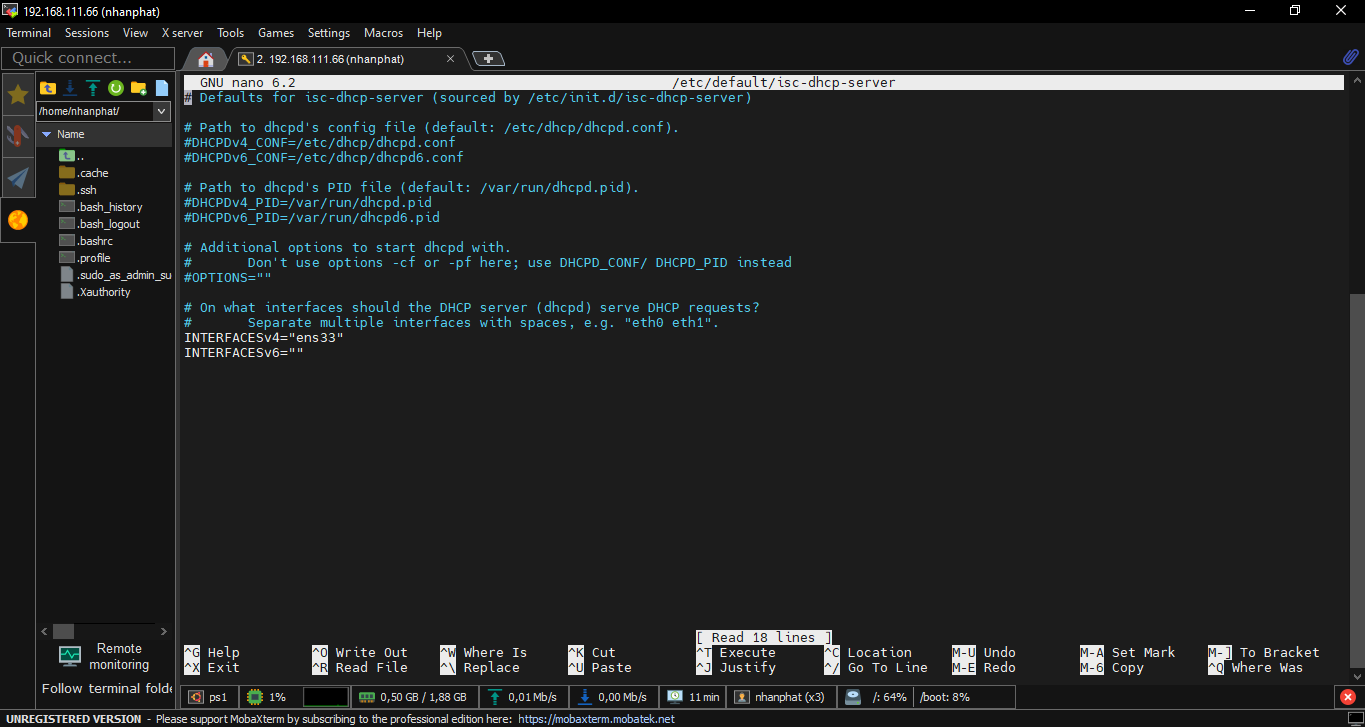 192.168.111.66 (nhanphat)
Terminal Sessions View X server Tools Games Settings Macros Help
Quick connect...
2. 192.168.111.66 (nhanphat)
/home/nhanphat/
Name
..
.cache
.ssh
.bash_history
.bash_logout
.bashrc
.profile
.sudo_as_admin_su
.Xauthority
Remote
monitoring
Follow terminal folde
GNU nano 6.2 /etc/default/isc-dhcp-server
# Defaults for isc-dhcp-server (sourced by /etc/init.d/isc-dhcp-server)
# Path to dhcpd's config file (default: /etc/dhcp/dhcpd.conf).
#DHCPDv4_CONF=/etc/dhcp/dhcpd.conf
#DHCPDv6_CONF=/etc/dhcp/dhcpd6.conf
# Path to dhcpd's PID file (default: /var/run/dhcpd.pid).
#DHCPDv4_PID=/var/run/dhcpd.pid
#DHCPDv6_PID=/var/run/dhcpd6.pid
# Additional options to start dhcpd with.
#       Don't use options -cf or -pf here; use DHCPD_CONF/ DHCPD_PID instead
#OPTIONS=""
# On what interfaces should the DHCP server (dhcpd) serve DHCP requests?
#       Separate multiple interfaces with spaces, e.g. "eth0 eth1".
INTERFACESv4="ens33"
INTERFACESv6=""
[ Read 18 lines ]
^G Help ^O Write Out ^W Where Is ^K Cut ^T Execute ^C Location M-U Undo M-A Set Mark M-] To Bracket
^X Exit ^R Read File ^\ Replace ^U Paste ^J Justify ^/ Go To Line M-E Redo M-6 Copy ^Q Where Was
ps1 1% 0,50 GB / 1,88 GB 0,01 Mb/s 0,00 Mb/s 11 min nhanphat (x3) /: 64% /boot: 8%
UNREGISTERED VERSION - Please support MobaXterm by subscribing to the professional edition here: https://mobaxterm.mobatek.net